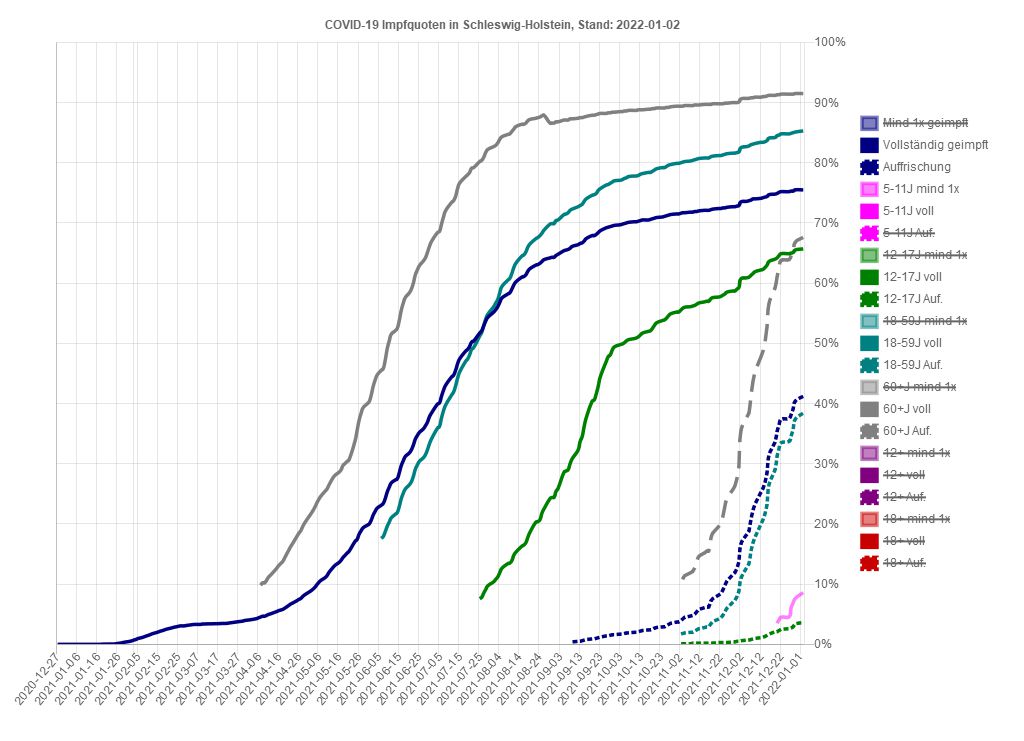 COVID-19 Impfquoten in Schleswig-Holstein, Stand: 2022-01-02
100%
90%
80%
70%
60%
50%
40%
30%
20%
10%
0%
Mind 1x geimpft
Vollständig geimpft
Auffrischung
5-11J mind 1x
5-11J voll
5-11J Auf.
12-17J mind 1x
12-17J voll
12-17J Auf.
18-59J mind 1x
18-59J voll
18-59J Auf.
60+J mind 1x
60+J voll
60+J Auf.
12+ mind 1x
12+ voll
12+ Auf.
18+ mind 1x
18+ voll
18+ Auf.
2020-12-27
2021-01-06
2021-01-16
2021-01-26
2021-02-05
2021-02-15
2021-02-25
2021-03-07
2021-03-17
2021-03-27
2021-04-06
2021-04-16
2021-04-26
2021-05-06
2021-05-16
2021-05-26
2021-06-05
2021-06-15
2021-06-25
2021-07-05
2021-07-15
2021-07-25
2021-08-04
2021-08-14
2021-08-24
2021-09-03
2021-09-13
2021-09-23
2021-10-03
2021-10-13
2021-10-23
2021-11-02
2021-11-12
2021-11-22
2021-12-02
2021-12-12
2021-12-22
2022-01-01